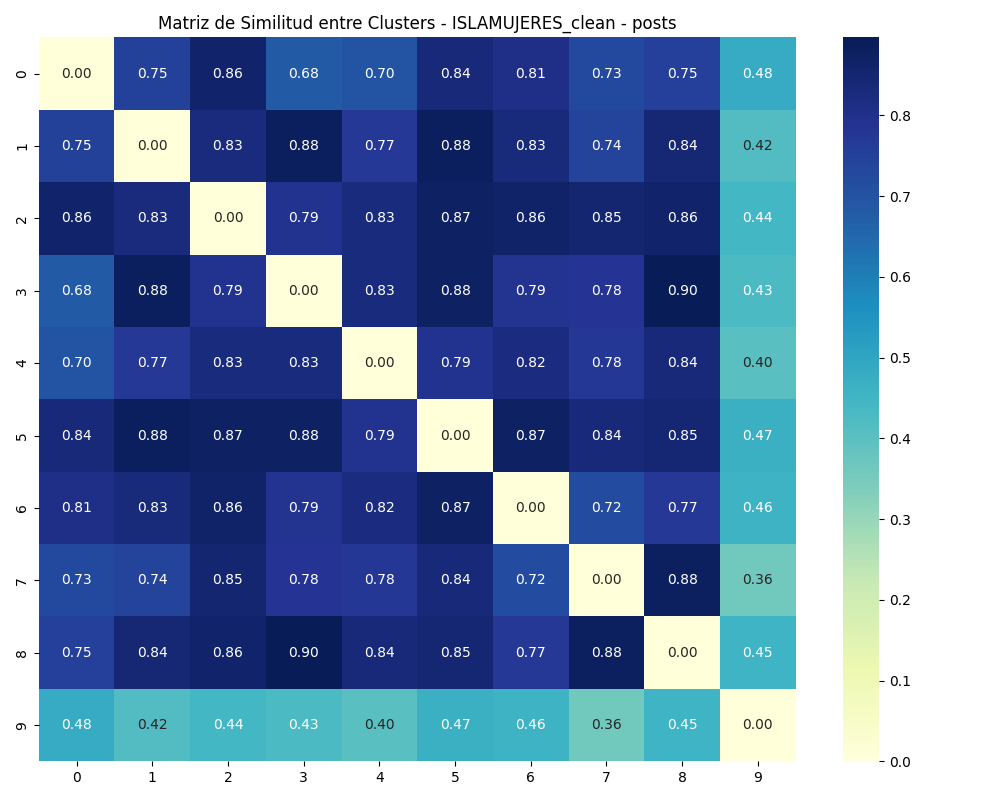 Matriz de Similitud entre Clusters - ISLAMUJERES_clean - posts
0 0.00 0.75 0.86 0.68 0.70 0.84 0.81 0.73 0.75 0.48
1 0.75 0.00 0.83 0.88 0.77 0.88 0.83 0.74 0.84 0.42
2 0.86 0.83 0.00 0.79 0.83 0.87 0.86 0.85 0.86 0.44
3 0.68 0.88 0.79 0.00 0.83 0.88 0.79 0.78 0.90 0.43
4 0.70 0.77 0.83 0.83 0.00 0.79 0.82 0.78 0.84 0.40
5 0.84 0.88 0.87 0.88 0.79 0.00 0.87 0.84 0.85 0.47
6 0.81 0.83 0.86 0.79 0.82 0.87 0.00 0.72 0.77 0.46
7 0.73 0.74 0.85 0.78 0.78 0.84 0.72 0.00 0.88 0.36
8 0.75 0.84 0.86 0.90 0.84 0.85 0.77 0.88 0.00 0.45
9 0.48 0.42 0.44 0.43 0.40 0.47 0.46 0.36 0.45 0.00
0 1 2 3 4 5 6 7 8 9
0.8
0.7
0.6
0.5
0.4
0.3
0.2
0.1
0.0